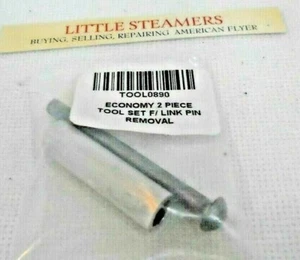 LITTLE STEAMERS
BUYING, SELLING, REPAIRING AMERICAN FLYER
TOOL0890
ECONOMY 2 PIECE
TOOL SET F/ LINK PIN
REMOVAL